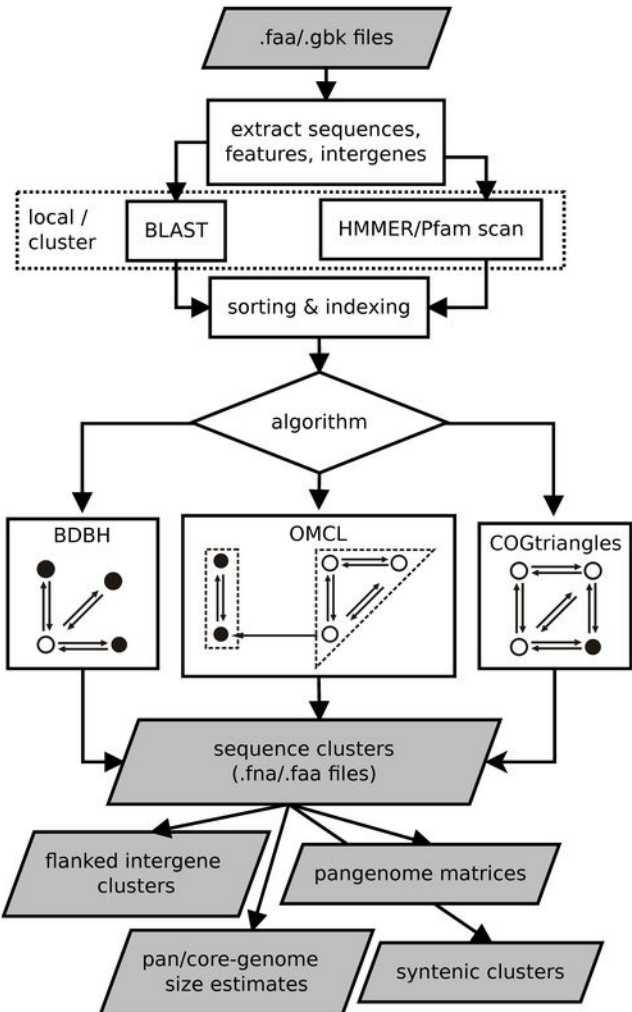 .faa/.gbk files
extract sequences,
features, intergenes
local /
cluster
BLAST
HMMER/Pfam scan
sorting & indexing
algorithm
BDBH
OMCL
COGtriangles
sequence clusters
(.fna/.faa files)
flanked intergene
clusters
pangenome matrices
pan/core-genome
size estimates
syntenic clusters